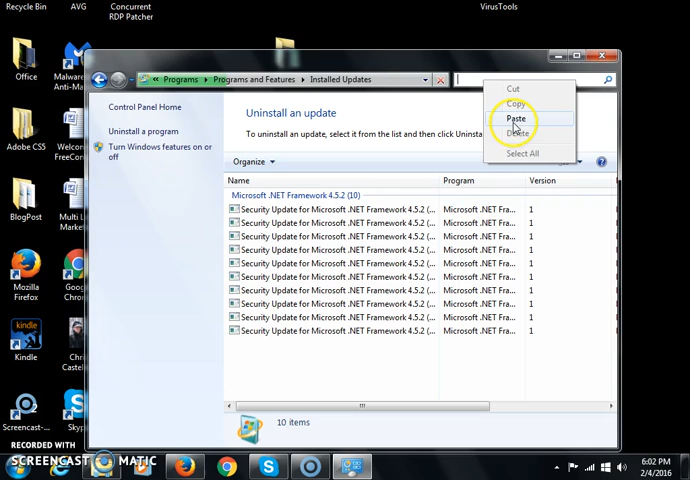 Recycle Bin
AVG
Concurrent
RDP Patcher
VirusTools
Office
Malware
Anti-Ma
Adobe CS5
Welcome
FreeCon
BlogPost
Multi L
Market
Mozilla
Firefox
Goog
Chro
Kindle
Chri
Castel
Screencast-
O-...
Skyp
« Programs ▸ Programs and Features ▸ Installed Updates
Cut
Copy
Paste
Delete
Select All
Control Panel Home
Uninstall a program
Turn Windows features on or
off
Uninstall an update
To uninstall an update, select it from the list and then click Uninsta
Organize
Name
Program
Version
Microsoft .NET Framework 4.5.2 (10)
Security Update for Microsoft .NET Framework 4.5.2 (... Microsoft .NET Fra... 1
Security Update for Microsoft .NET Framework 4.5.2 (... Microsoft .NET Fra... 1
Security Update for Microsoft .NET Framework 4.5.2 (... Microsoft .NET Fra... 1
Security Update for Microsoft .NET Framework 4.5.2 (... Microsoft .NET Fra... 1
Security Update for Microsoft .NET Framework 4.5.2 (... Microsoft .NET Fra... 1
Security Update for Microsoft .NET Framework 4.5.2 (... Microsoft .NET Fra... 1
Security Update for Microsoft .NET Framework 4.5.2 (... Microsoft .NET Fra... 1
Security Update for Microsoft .NET Framework 4.5.2 (... Microsoft .NET Fra... 1
Security Update for Microsoft .NET Framework 4.5.2 (... Microsoft .NET Fra... 1
Security Update for Microsoft .NET Framework 4.5.2 (... Microsoft .NET Fra... 1
10 items
RECORDED WITH
SCREENCAST MATIC
6:02 PM
2/4/2016